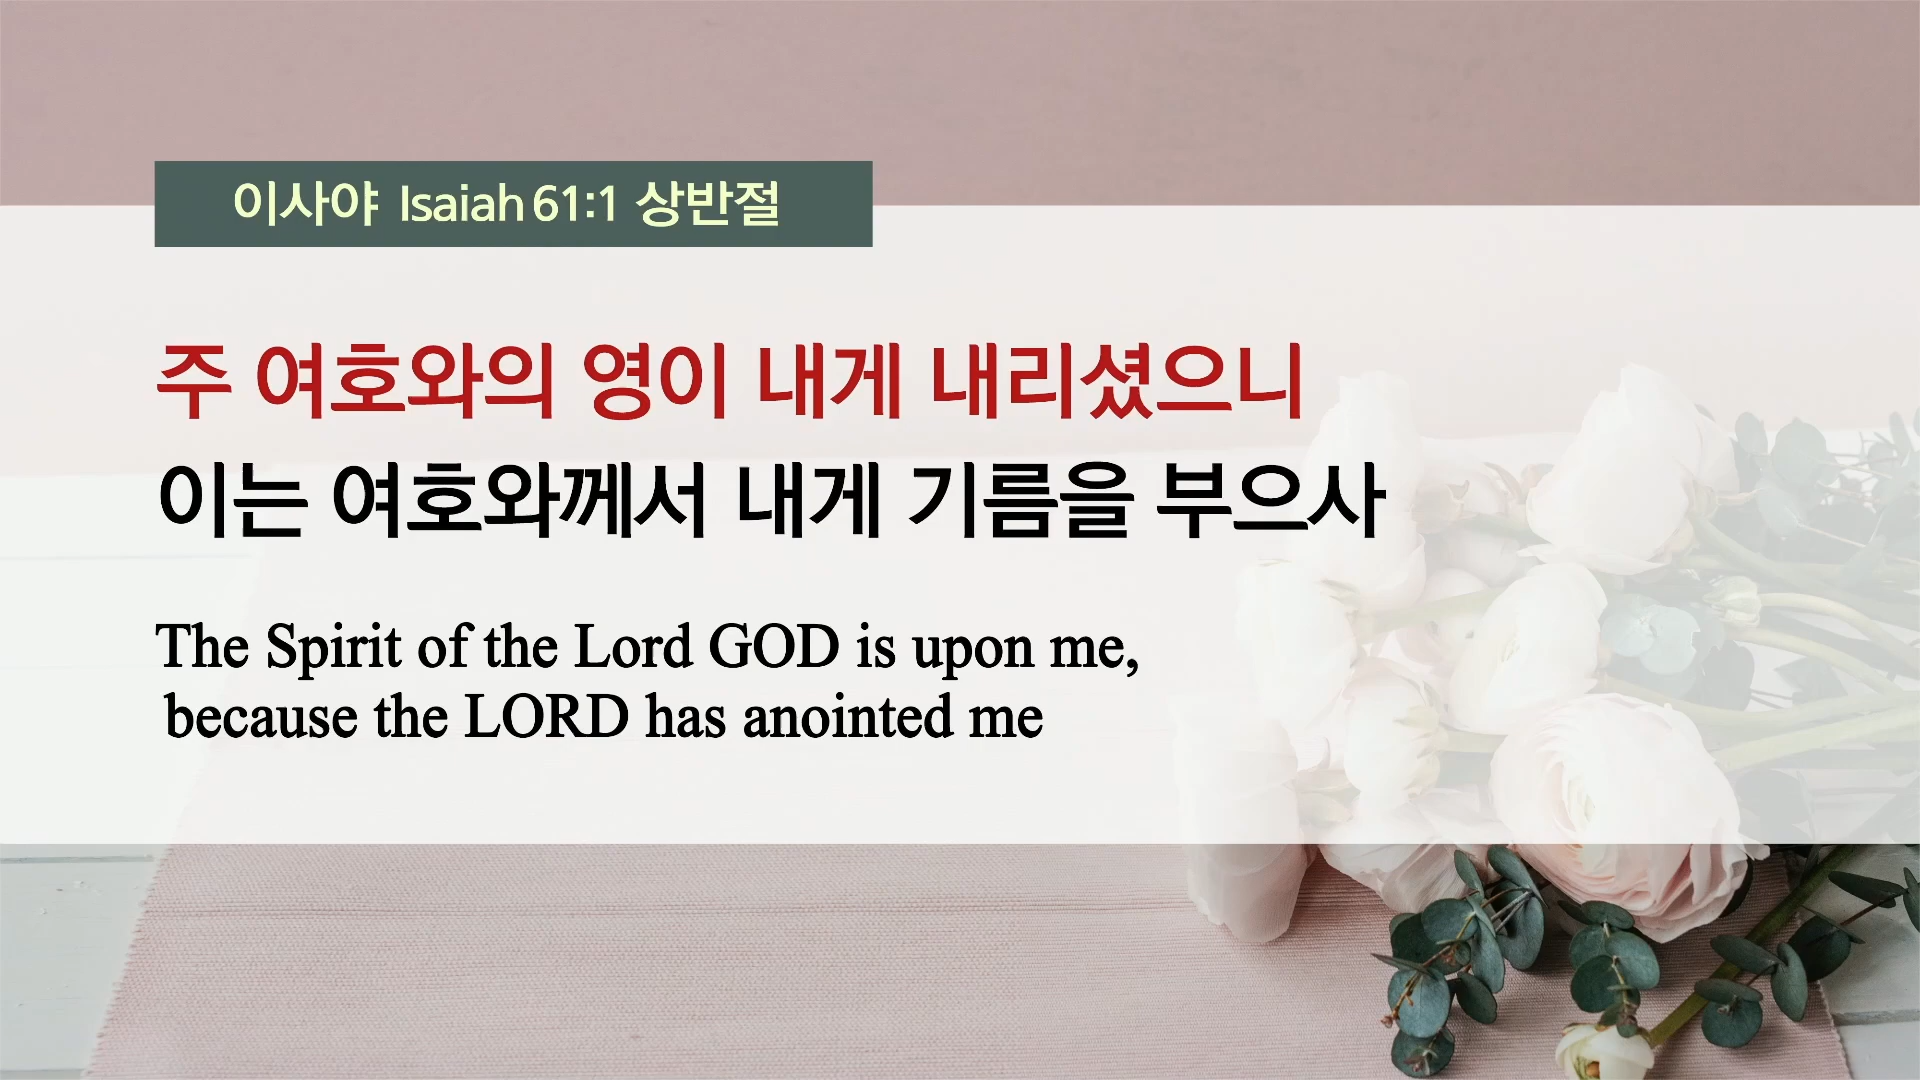 이사야 Isaiah 61:1 상반절
주 여호와의 영이 내게 내리셨으니
이는 여호와께서 내게 기름을 부으사
The Spirit of the Lord GOD is upon me,
because the LORD has anointed me